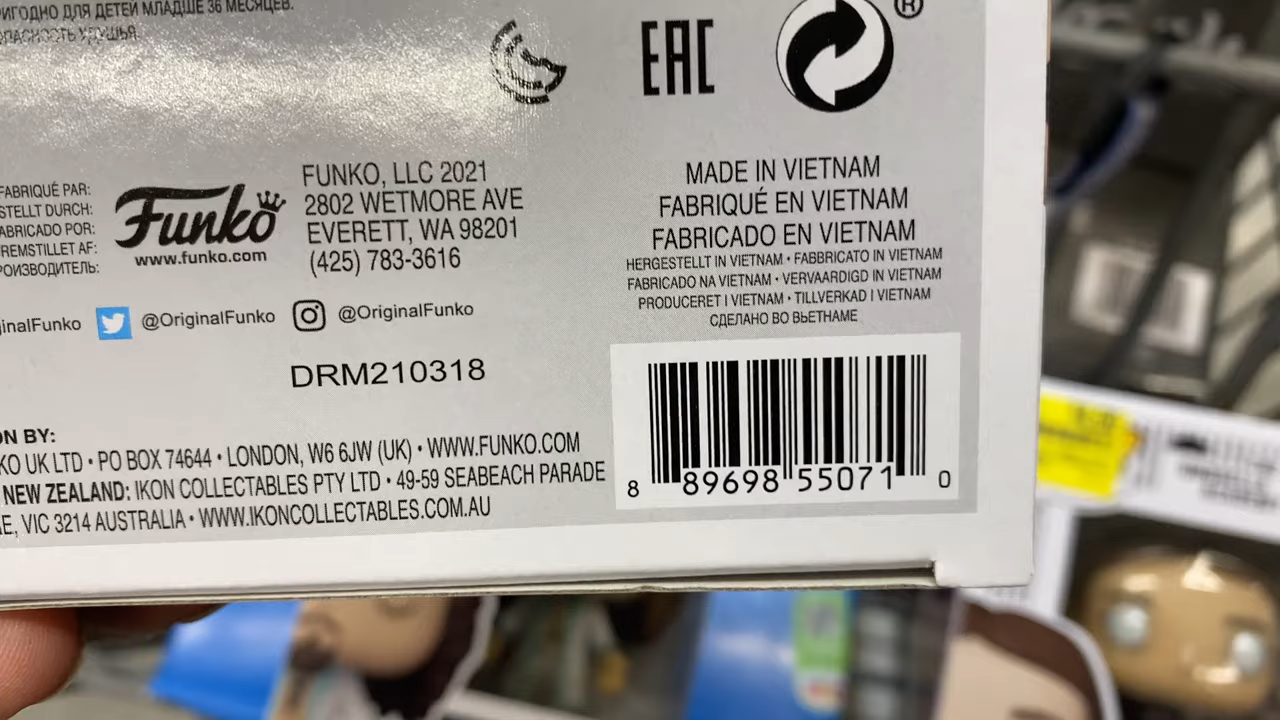 РИГОДНО ДЛЯ ДЕТЕЙ МЛАДШЕ 36 МЕСЯЦЕВ.
ОПАСНОСТЬ УДУШЬЯ.
EAC
®
FABRIQUÉ PAR:
STELLT DURCH:
ABRICADO POR:
REMSTILLET AF:
РОИЗВОДИТЕЛЬ:
Funko
www.funko.com
FUNKO, LLC 2021
2802 WETMORE AVE
EVERETT, WA 98201
(425) 783-3616
MADE IN VIETNAM
FABRIQUÉ EN VIETNAM
FABRICADO EN VIETNAM
HERGESTELLT IN VIETNAM • FABBRICATO IN VIETNAM
FABRICADO NA VIETNAM • VERVAARDIGD IN VIETNAM
PRODUCERET I VIETNAM • TILLVERKAD I VIETNAM
СДЕЛАНО ВО ВЬЕТНАМЕ
inalFunko @OriginalFunko @OriginalFunko
DRM210318
ON BY:
KO UK LTD • PO BOX 74644 • LONDON, W6 6JW (UK) • WWW.FUNKO.COM
NEW ZEALAND: IKON COLLECTABLES PTY LTD • 49-59 SEABEACH PARADE
E, VIC 3214 AUSTRALIA • WWW.IKONCOLLECTABLES.COM.AU
8 89698 55071 0